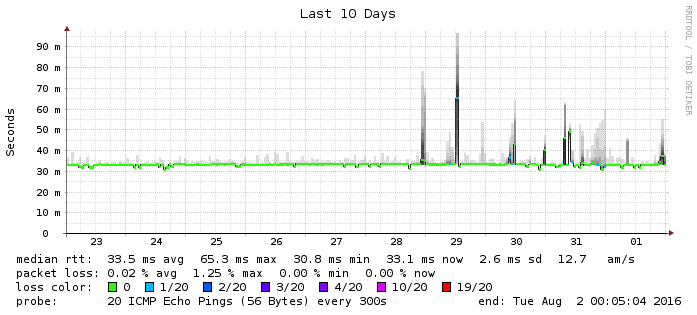 Last 10 Days
RRDTOOL / TOBI OETIKER
Seconds
90 m
80 m
70 m
60 m
50 m
40 m
30 m
20 m
10 m
0
23 24 25 26 27 28 29 30 31 01
median rtt: 33.5 ms avg 65.3 ms max 30.8 ms min 33.1 ms now 2.6 ms sd 12.7 am/s
packet loss: 0.02 % avg 1.25 % max 0.00 % min 0.00 % now
loss color: 0 1/20 2/20 3/20 4/20 10/20 19/20
probe: 20 ICMP Echo Pings (56 Bytes) every 300s end: Tue Aug 2 00:05:04 2016